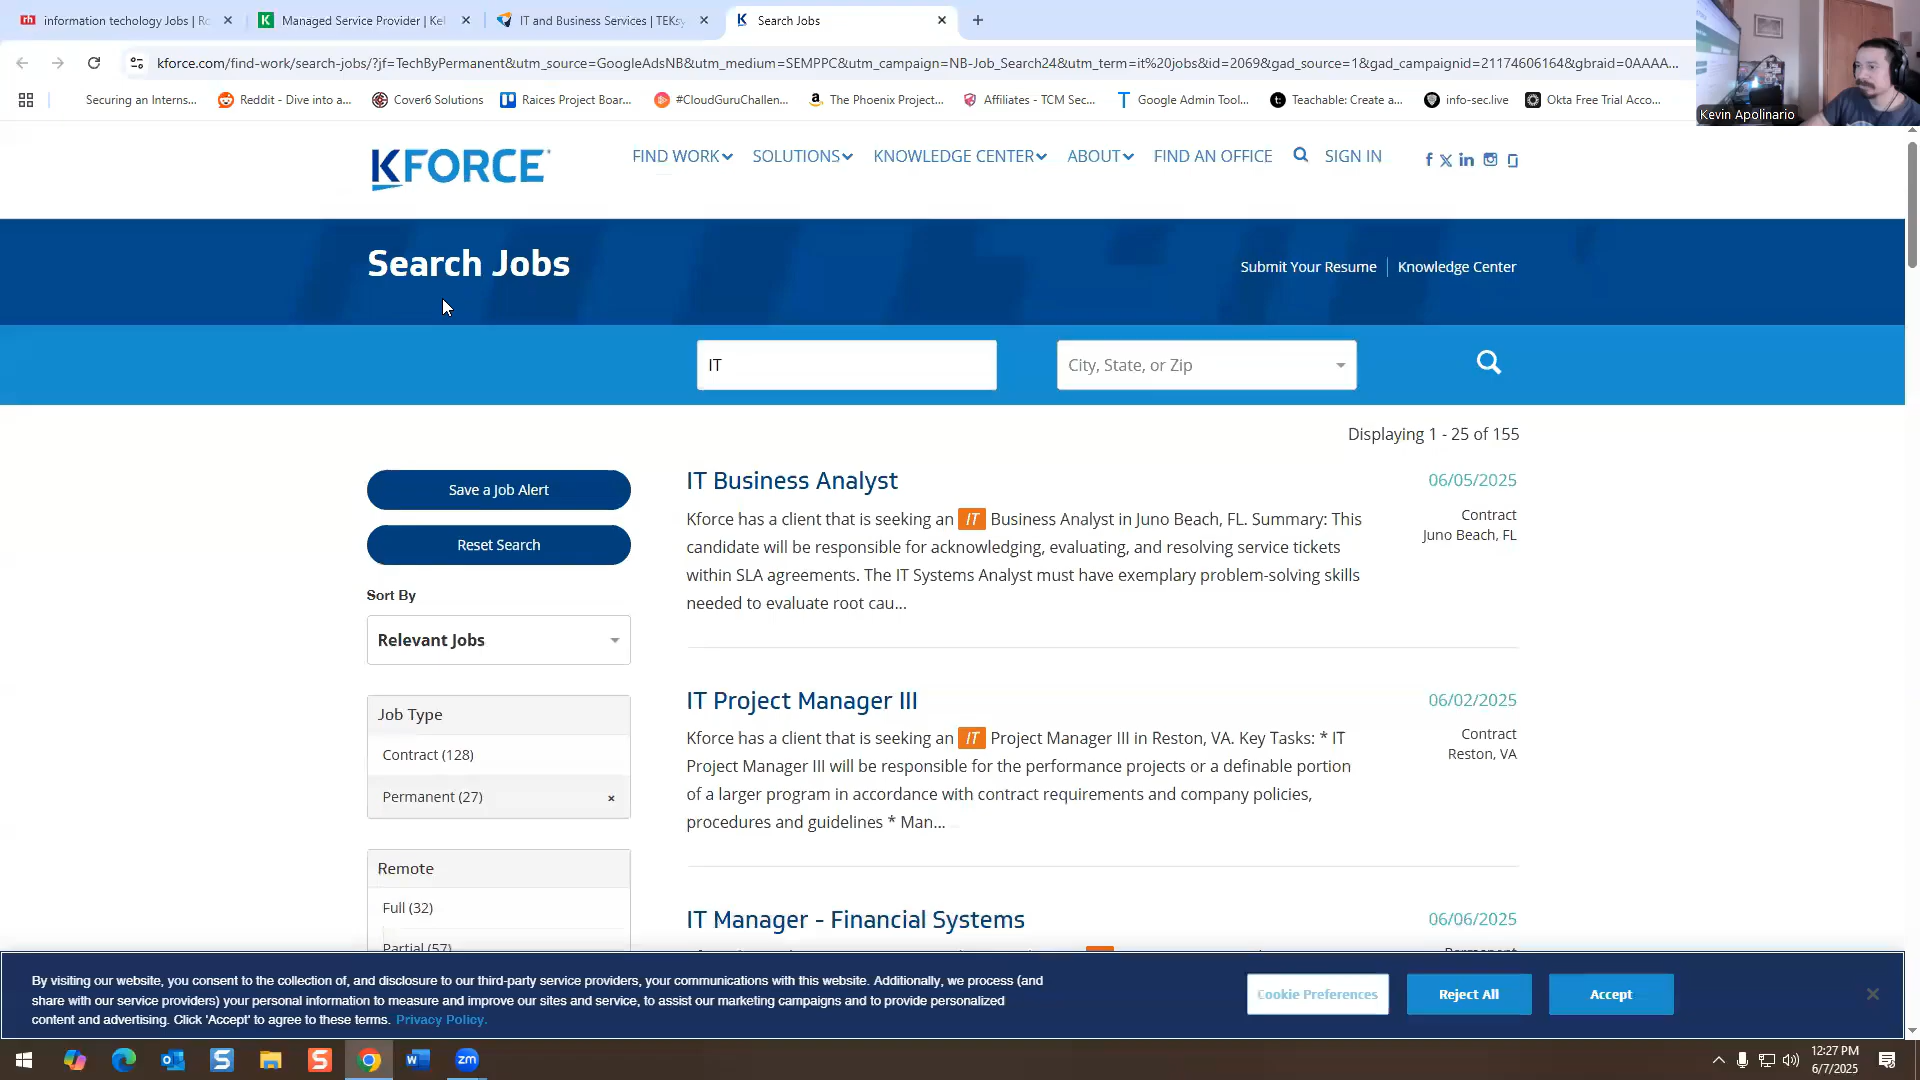 information techology Jobs | Ro
Managed Service Provider | Kel
IT and Business Services | TEKsy
Search Jobs
kforce.com/find-work/search-jobs/?jf=TechByPermanent&utm_source=GoogleAdsNB&utm_medium=SEMPPC&utm_campaign=NB-Job_Search24&utm_term=it%20jobs&id=2069&gad_source=1&gad_campaignid=21174606164&gbraid=0AAAA...
Securing an Interns...
Reddit - Dive into a...
Cover6 Solutions
Raices Project Boar...
#CloudGuruChallen...
The Phoenix Project...
Affiliates - TCM Sec...
Google Admin Tool...
Teachable: Create a...
info-sec.live
Okta Free Trial Acco...
Kevin Apolinario
KFORCE
FIND WORK
SOLUTIONS
KNOWLEDGE CENTER
ABOUT
FIND AN OFFICE
SIGN IN
Search Jobs
Submit Your Resume
Knowledge Center
IT
City, State, or Zip
Displaying 1 - 25 of 155
Save a Job Alert
Reset Search
Sort By
Relevant Jobs
Job Type
Contract (128)
Permanent (27)
Remote
Full (32)
Partial (57)
IT Business Analyst
06/05/2025
Kforce has a client that is seeking an IT Business Analyst in Juno Beach, FL. Summary: This
candidate will be responsible for acknowledging, evaluating, and resolving service tickets
within SLA agreements. The IT Systems Analyst must have exemplary problem-solving skills
needed to evaluate root cau...
Contract
Juno Beach, FL
IT Project Manager III
06/02/2025
Kforce has a client that is seeking an IT Project Manager III in Reston, VA. Key Tasks: * IT
Project Manager III will be responsible for the performance projects or a definable portion
of a larger program in accordance with contract requirements and company policies,
procedures and guidelines * Man...
Contract
Reston, VA
IT Manager - Financial Systems
06/06/2025
By visiting our website, you consent to the collection of, and disclosure to our third-party service providers, your communications with this website. Additionally, we process (and
share with our service providers) your personal information to measure and improve our sites and service, to assist our marketing campaigns and to provide personalized
content and advertising. Click 'Accept' to agree to these terms. Privacy Policy.
Cookie Preferences
Reject All
Accept
12:27 PM
6/7/2025